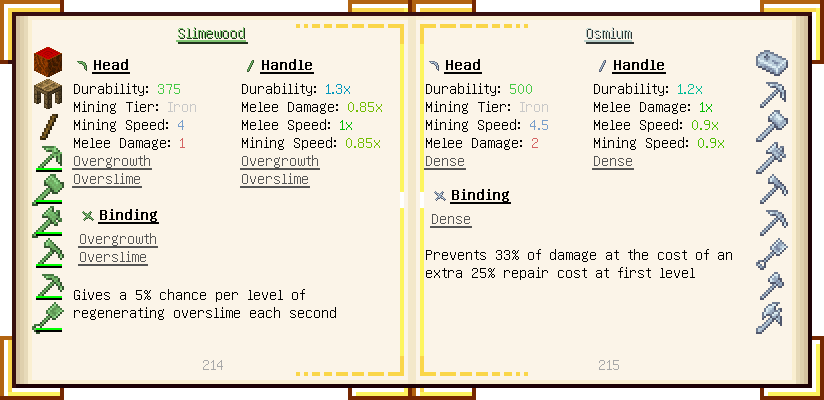 Slimewood
Head
Durability: 375
Mining Tier: Iron
Mining Speed: 4
Melee Damage: 1
Overgrowth
Overslime
Handle
Durability: 1.3x
Melee Damage: 0.85x
Melee Speed: 1x
Mining Speed: 0.85x
Overgrowth
Overslime
Binding
Overgrowth
Overslime
Gives a 5% chance per level of
regenerating overslime each second
214
Osmium
Head
Durability: 500
Mining Tier: Iron
Mining Speed: 4.5
Melee Damage: 2
Dense
Handle
Durability: 1.2x
Melee Damage: 1x
Melee Speed: 0.9x
Mining Speed: 0.9x
Dense
Binding
Dense
Prevents 33% of damage at the cost of an
extra 25% repair cost at first level
215